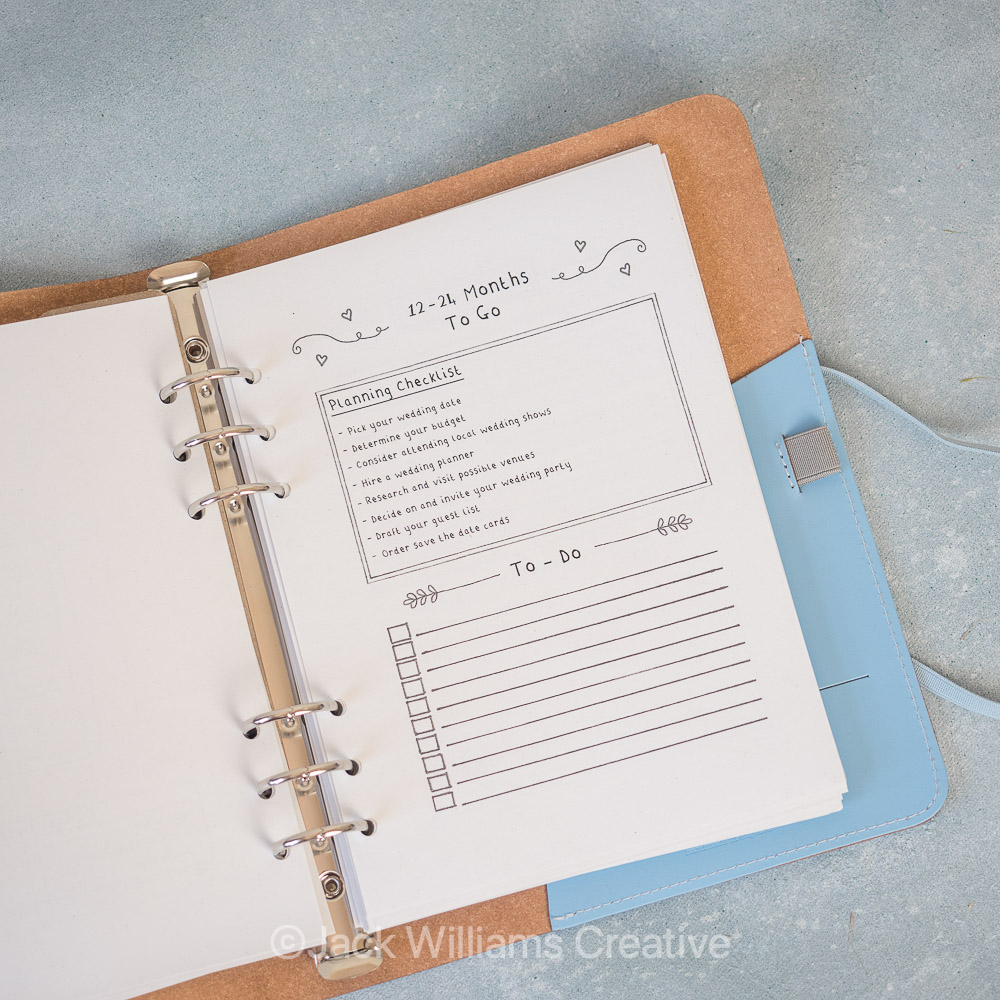 12-24 Months
To Go
Planning Checklist
- Pick your wedding date
- Determine your budget
- Consider attending local wedding shows
- Hire a wedding planner
- Research and visit possible venues
- Decide on and invite your wedding party
- Draft your guest list
- Order save the date cards
To - Do
©Jack Williams Creative